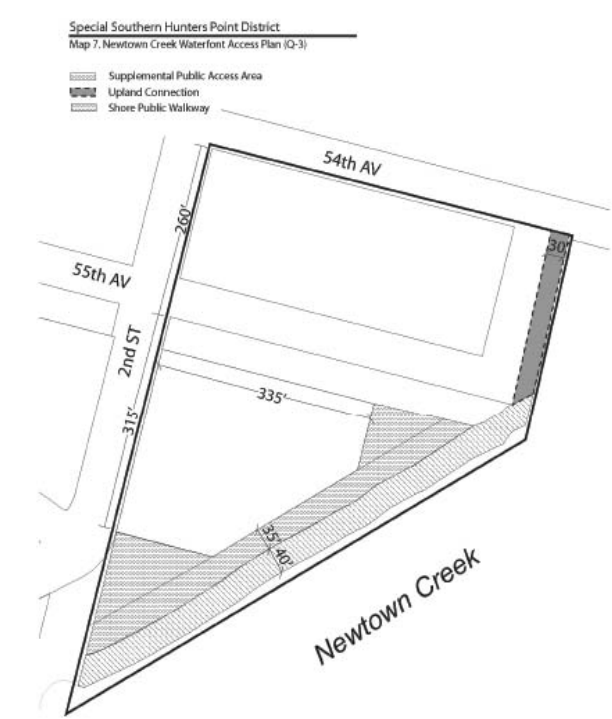 Special Southern Hunters Point District
Map 7. Newtown Creek Waterfont Access Plan (Q-3)
Supplemental Public Access Area
Upland Connection
Shore Public Walkway
54th AV
260'
30'
55th AV
2nd ST
335'
315'
35'
40'
Newtown Creek